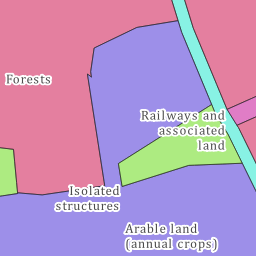 Forests
Railways and
associated
land
Isolated
structures
Arable land
(annual crops)